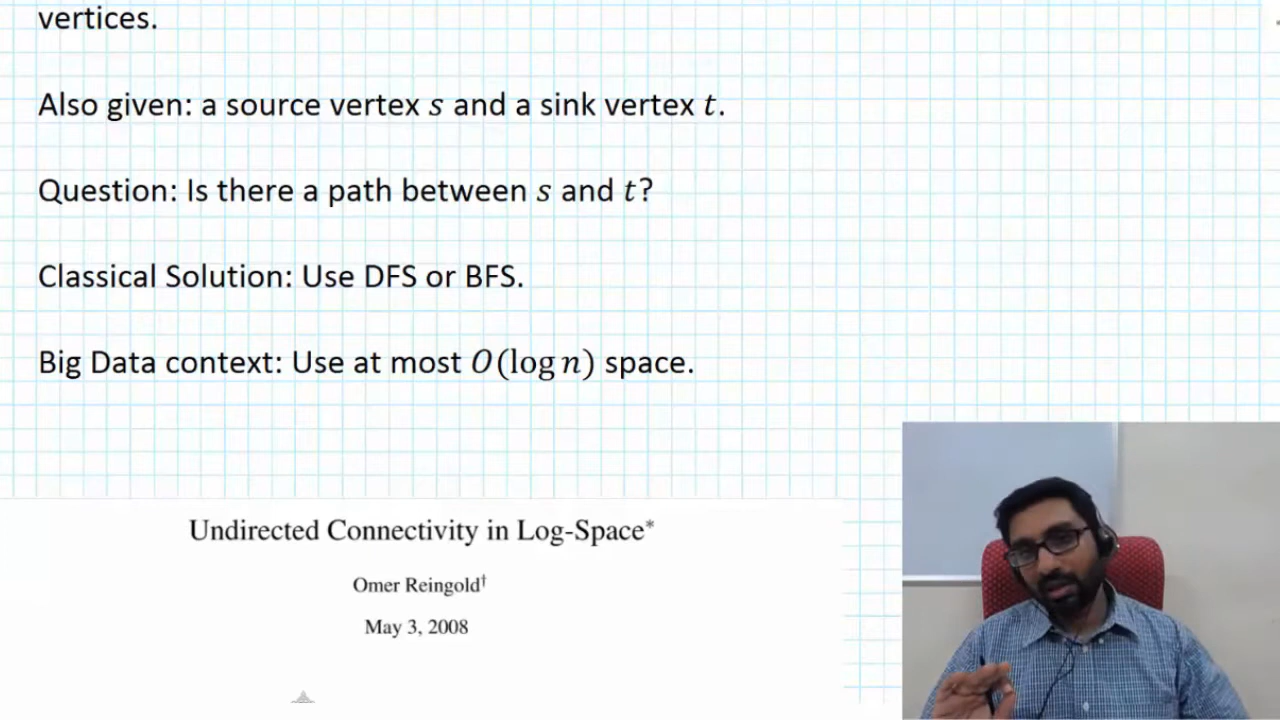 vertices.
Also given: a source vertex s and a sink vertex t.
Question: Is there a path between s and t?
Classical Solution: Use DFS or BFS.
Big Data context: Use at most O(log n) space.
Undirected Connectivity in Log-Space*
Omer Reingold†
May 3, 2008